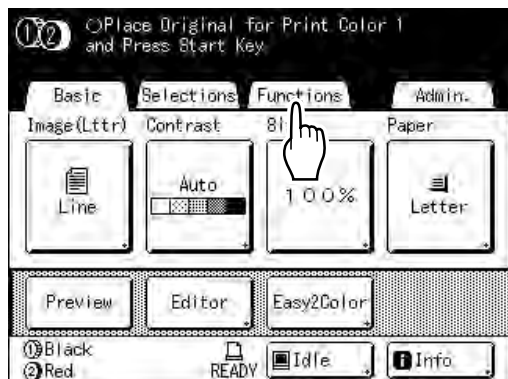 ①② ○Place Original for Print Color 1
and Press Start Key
Basic Selections Functions Admin.
Image(Lttr) Contrast Paper
Line Auto 100% Letter
Preview Editor Easy2Color
①Black
②Red READY Idle Info